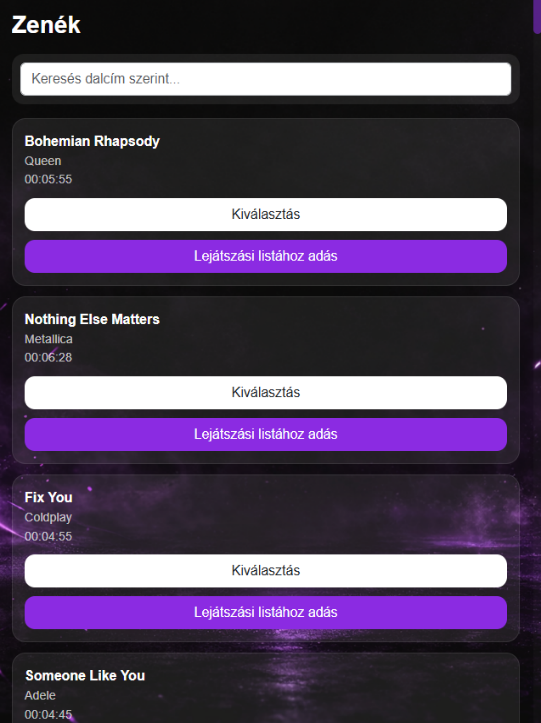 Zenék
Keresés dalcím szerint...
Bohemian Rhapsody
Queen
00:05:55
Kiválasztás
Lejátszási listához adás
Nothing Else Matters
Metallica
00:06:28
Kiválasztás
Lejátszási listához adás
Fix You
Coldplay
00:04:55
Kiválasztás
Lejátszási listához adás
Someone Like You
Adele
00:04:45